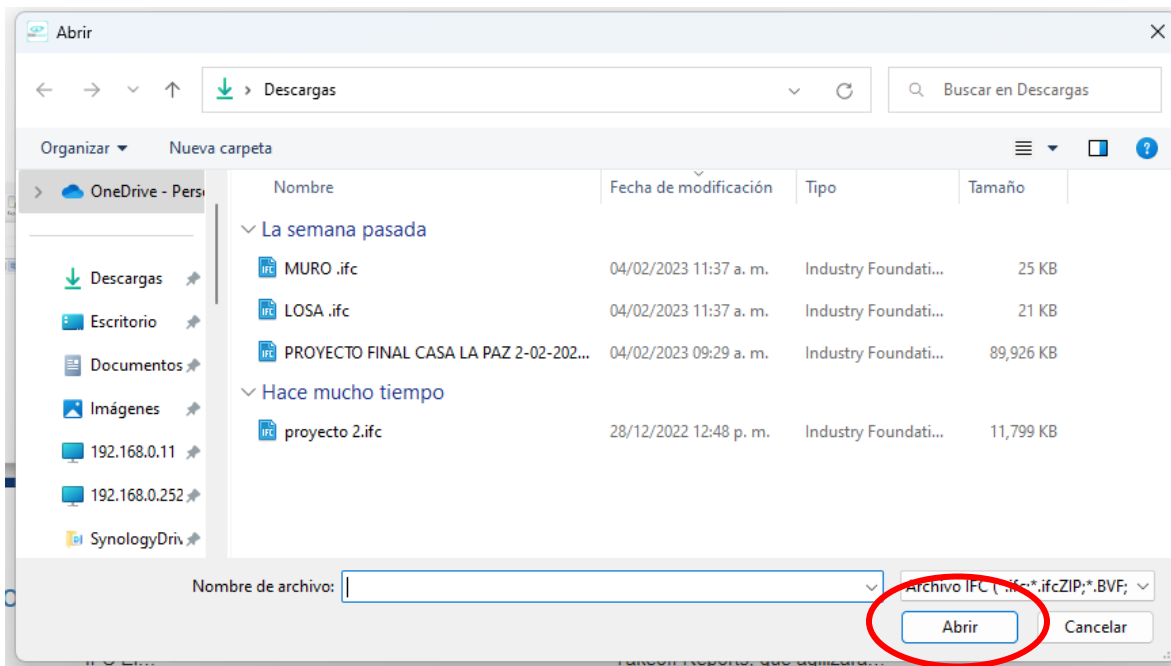 Abrir
Descargas
Buscar en Descargas
Organizar
Nueva carpeta
OneDrive - Pers
Nombre
Fecha de modificación
Tipo
Tamaño
La semana pasada
MURO .ifc 04/02/2023 11:37 a. m. Industry Foundati... 25 KB
LOSA .ifc 04/02/2023 11:37 a. m. Industry Foundati... 21 KB
PROYECTO FINAL CASA LA PAZ 2-02-202... 04/02/2023 09:29 a. m. Industry Foundati... 89,926 KB
Hace mucho tiempo
proyecto 2.ifc 28/12/2022 12:48 p. m. Industry Foundati... 11,799 KB
Descargas
Escritorio
Documentos
Imágenes
192.168.0.11
192.168.0.252
SynologyDriv
Nombre de archivo:
Archivo IFC (*.ifc;*.ifcZIP;*.BVF;
Abrir
Cancelar